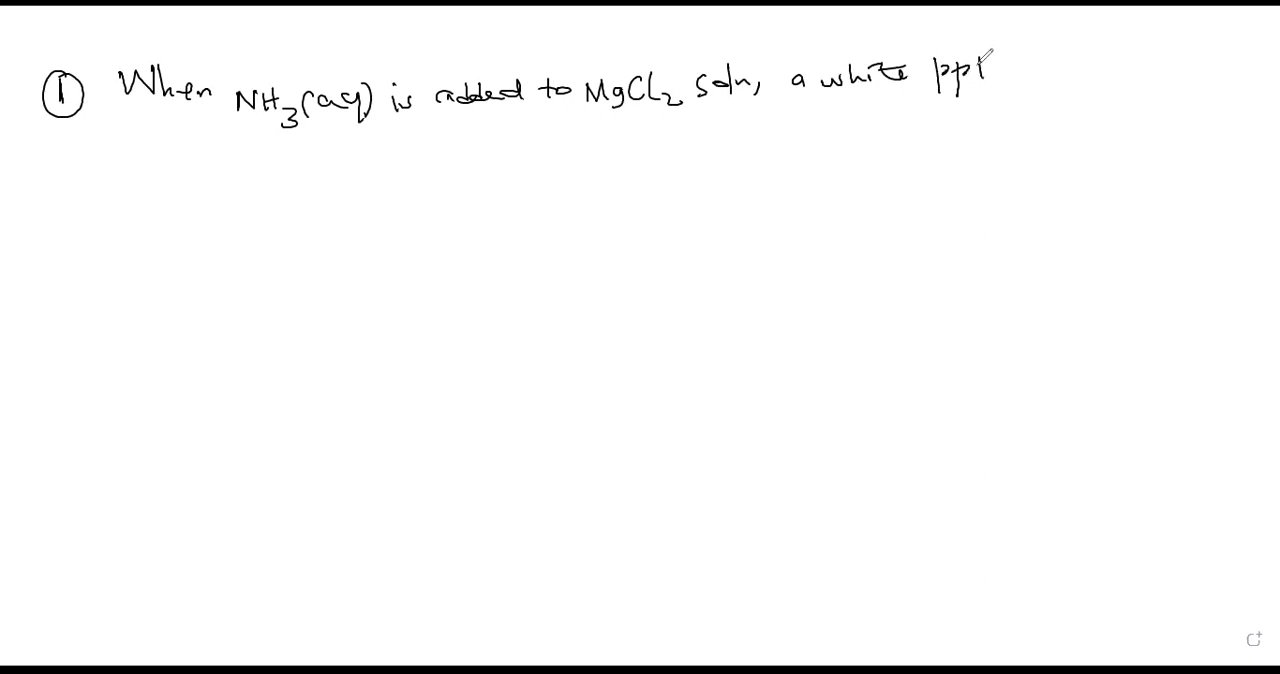 ① When NH₃(aq) is added to MgCl₂ soln, a white ppt